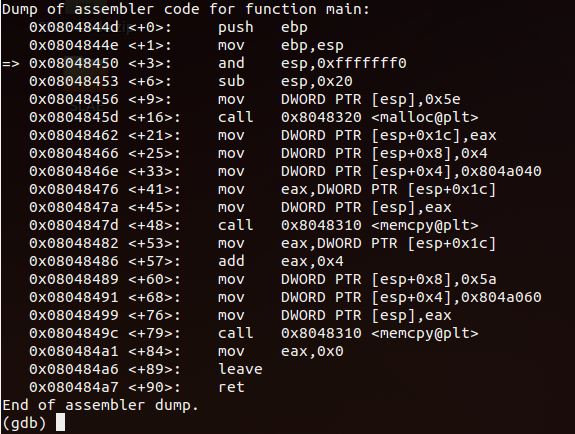 Dump of assembler code for function main:
   0x0804844d <+0>:     push   ebp
   0x0804844e <+1>:     mov    ebp,esp
=> 0x08048450 <+3>:     and    esp,0xfffffff0
   0x08048453 <+6>:     sub    esp,0x20
   0x08048456 <+9>:     mov    DWORD PTR [esp],0x5e
   0x0804845d <+16>:    call   0x8048320 <malloc@plt>
   0x08048462 <+21>:    mov    DWORD PTR [esp+0x1c],eax
   0x08048466 <+25>:    mov    DWORD PTR [esp+0x8],0x4
   0x0804846e <+33>:    mov    DWORD PTR [esp+0x4],0x804a040
   0x08048476 <+41>:    mov    eax,DWORD PTR [esp+0x1c]
   0x0804847a <+45>:    mov    DWORD PTR [esp],eax
   0x0804847d <+48>:    call   0x8048310 <memcpy@plt>
   0x08048482 <+53>:    mov    eax,DWORD PTR [esp+0x1c]
   0x08048486 <+57>:    add    eax,0x4
   0x08048489 <+60>:    mov    DWORD PTR [esp+0x8],0x5a
   0x08048491 <+68>:    mov    DWORD PTR [esp+0x4],0x804a060
   0x08048499 <+76>:    mov    DWORD PTR [esp],eax
   0x0804849c <+79>:    call   0x8048310 <memcpy@plt>
   0x080484a1 <+84>:    mov    eax,0x0
   0x080484a6 <+89>:    leave
   0x080484a7 <+90>:    ret
End of assembler dump.
(gdb)